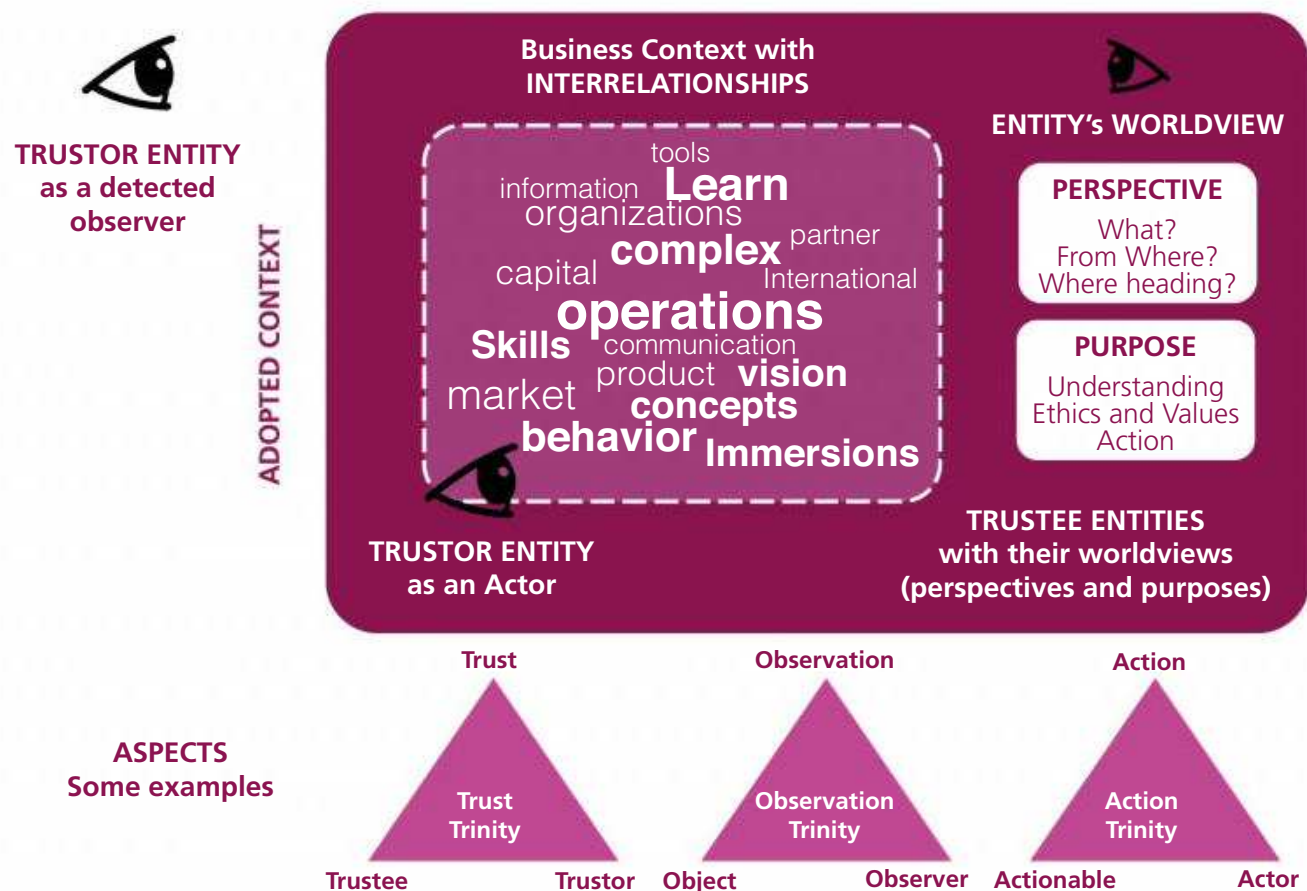 Business Context with
INTERRELATIONSHIPS
TRUSTOR ENTITY
as a detected
observer
ADOPTED CONTEXT
tools
information Learn
organizations
complex partner
capital International
operations
Skills communication
product vision
market concepts
behavior Immersions
ENTITY's WORLDVIEW
PERSPECTIVE
What?
From Where?
Where heading?
PURPOSE
Understanding
Ethics and Values
Action
TRUSTOR ENTITY
as an Actor
TRUSTEE ENTITIES
with their worldviews
(perspectives and purposes)
ASPECTS
Some examples
Trust
Trust
Trinity
Trustee Trustor
Observation
Observation
Trinity
Object Observer
Action
Action
Trinity
Actionable Actor